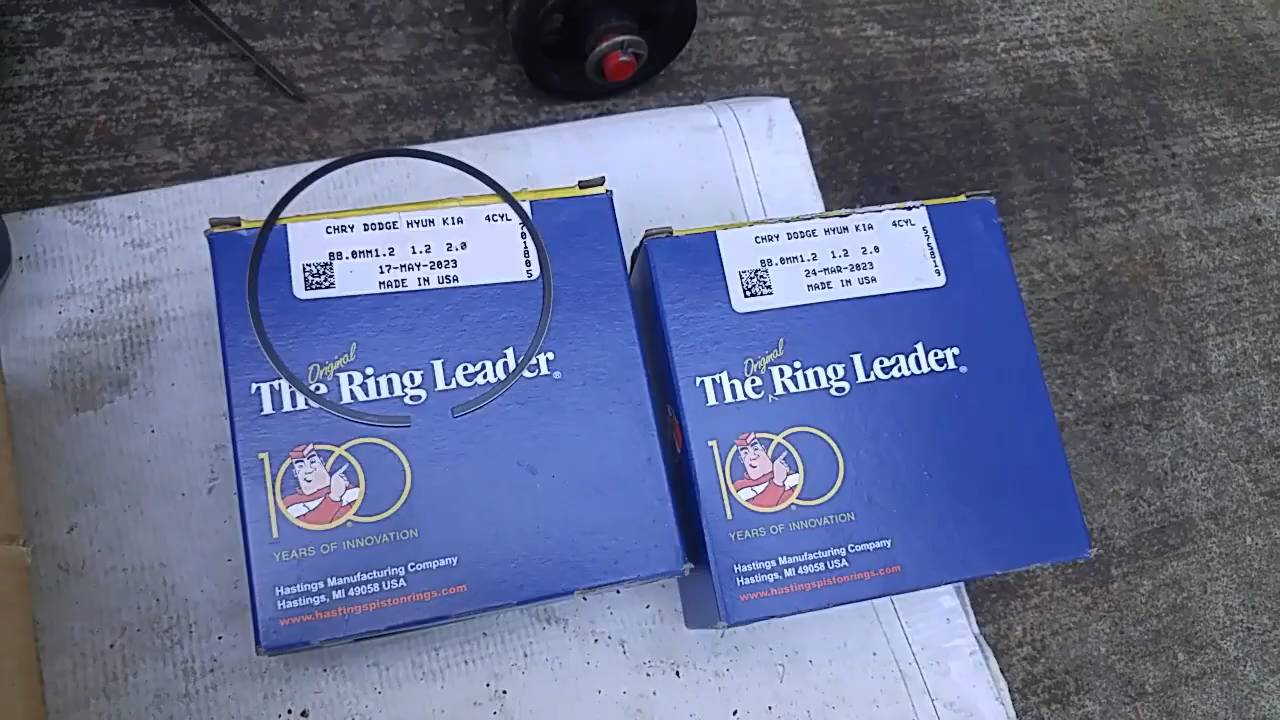 CHRY DODGE HYUN KIA 4CYL
88.0MM1.2 1.2 2.0
17-MAY-2023
MADE IN USA
701805
The Original Ring Leader®
100
YEARS OF INNOVATION
Hastings Manufacturing Company
Hastings, MI 49058 USA
www.hastingspistonrings.com
CHRY DODGE HYUN KIA 4CYL
88.0MM1.2 1.2 2.0
24-MAR-2023
MADE IN USA
575819
The Original Ring Leader®
100
YEARS OF INNOVATION
Hastings Manufacturing Company
Hastings, MI 49058 USA
www.hastingspistonrings.com